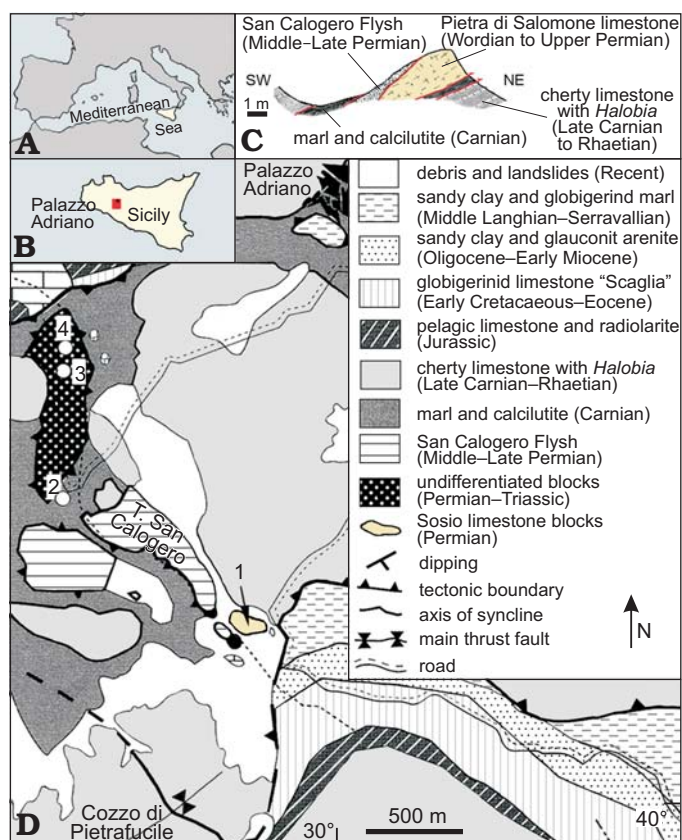 Mediterranean
Sea
A
C
San Calogero Flysh
(Middle–Late Permian)
Pietra di Salomone limestone
(Wordian to Upper Permian)
SW
NE
1 m
marl and calcilutite (Carnian)
cherty limestone
with Halobia
(Late Carnian
to Rhaetian)
Palazzo
Adriano
Sicily
B
Palazzo
Adriano
4
3
2
T. San
Calogero
1
Cozzo di
Pietrafucile
D
30°
500 m
40°
debris and landslides (Recent)
sandy clay and globigerind marl
(Middle Langhian–Serravallian)
sandy clay and glauconit arenite
(Oligocene–Early Miocene)
globigerinid limestone “Scaglia”
(Early Cretacaeous–Eocene)
pelagic limestone and radiolarite
(Jurassic)
cherty limestone with Halobia
(Late Carnian–Rhaetian)
marl and calcilutite (Carnian)
San Calogero Flysh
(Middle–Late Permian)
undifferentiated blocks
(Permian–Triassic)
Sosio limestone blocks
(Permian)
dipping
tectonic boundary
axis of syncline
main thrust fault
road
N